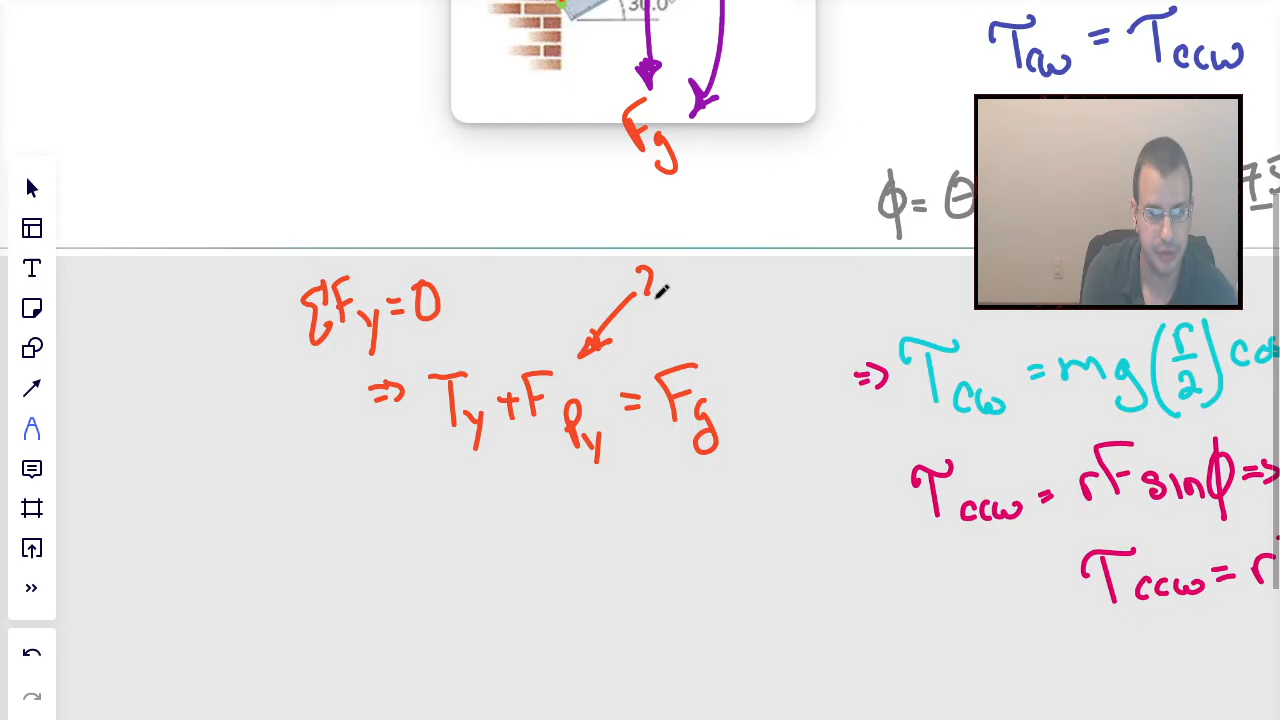 30.0°
τcw = τccw
Fg
ϕ= θ
ΣFy=0
?
=> Ty+FPy = Fg
=> τcw = mg(r/2)
τccw = rF sinϕ =>
τccw = r